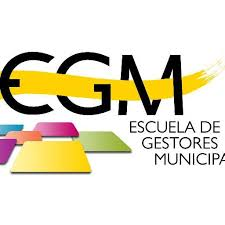 EGM
ESCUELA DE
GESTORES
MUNICIPA